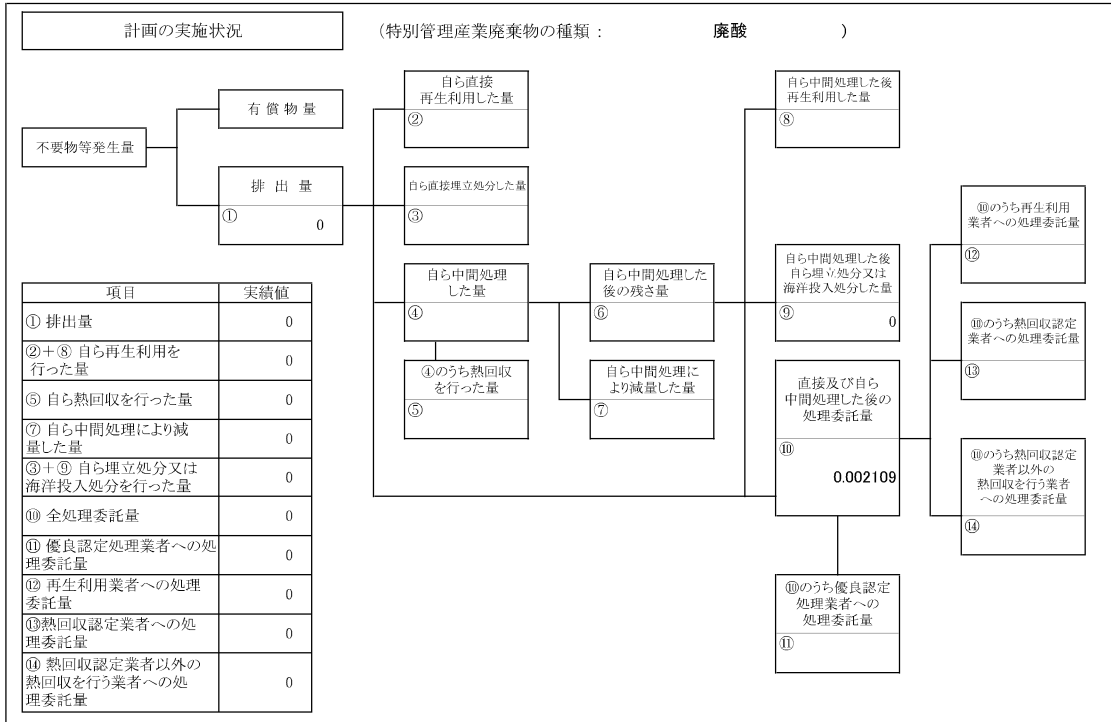 計画の実施状況
（特別管理産業廃棄物の種類： 廃酸 ）
不要物等発生量
有償物量
排出量
①
0
自ら直接
再生利用した量
②
自ら直接埋立処分した量
③
自ら中間処理
した量
④
④のうち熱回収
を行った量
⑤
自ら中間処理した
後の残さ量
⑥
自ら中間処理に
より減量した量
⑦
自ら中間処理した後
再生利用した量
⑧
自ら中間処理した後
自ら埋立処分又は
海洋投入処分した量
⑨
0
直接及び自ら
中間処理した後の
処理委託量
⑩
0.002109
⑩のうち優良認定
処理業者への
処理委託量
⑪
⑩のうち再生利用
業者への処理委託量
⑫
⑩のうち熱回収認定
業者への処理委託量
⑬
⑩のうち熱回収認定
業者以外の
熱回収を行う業者
への処理委託量
⑭
項目 実績値
① 排出量 0
②＋⑧ 自ら再生利用を
行った量 0
⑤ 自ら熱回収を行った量 0
⑦ 自ら中間処理により減
量した量 0
③＋⑨ 自ら埋立処分又は
海洋投入処分を行った量 0
⑩ 全処理委託量 0
⑪ 優良認定処理業者への処
理委託量 0
⑫ 再生利用業者への処理
委託量 0
⑬熱回収認定業者への処
理委託量 0
⑭ 熱回収認定業者以外の
熱回収を行う業者への処
理委託量 0